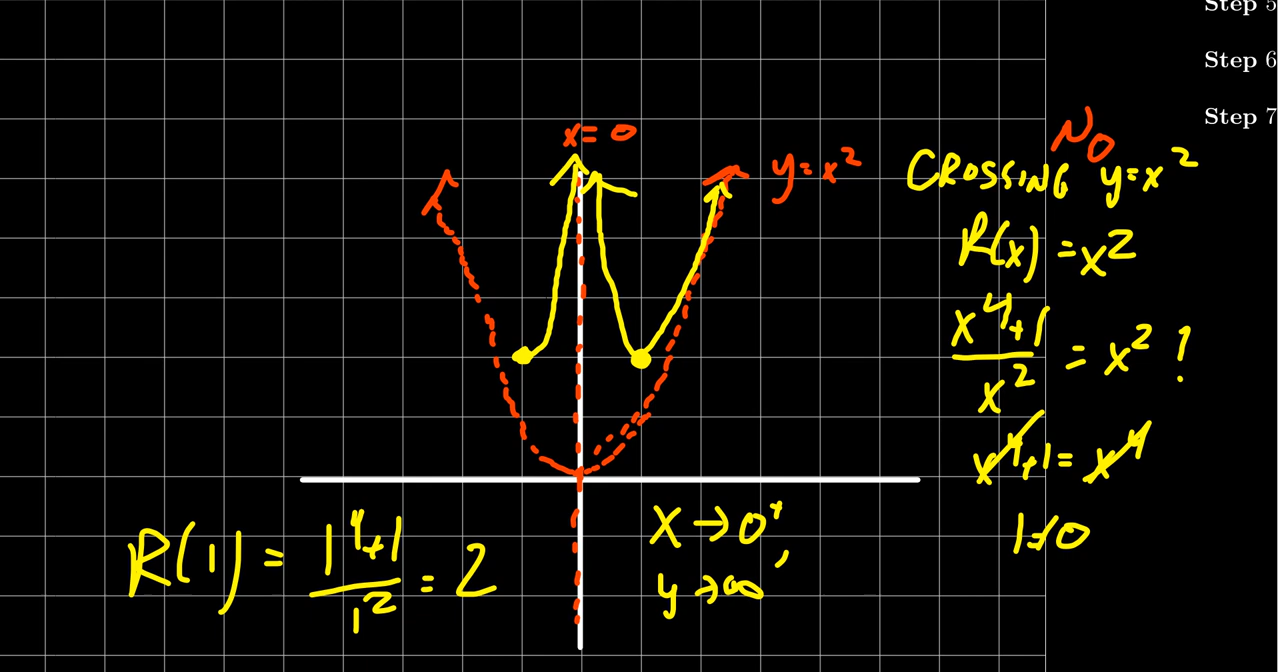 Step 5
Step 6
Step 7
x = 0
y = x²
No
CROSSING y = x²
R(x) = x²
x⁴+1/x² = x² ?
x⁴+1 = x⁴
1 ≠ 0
R(1) = 1⁴+1/1² = 2
x → 0⁺,
y → ∞